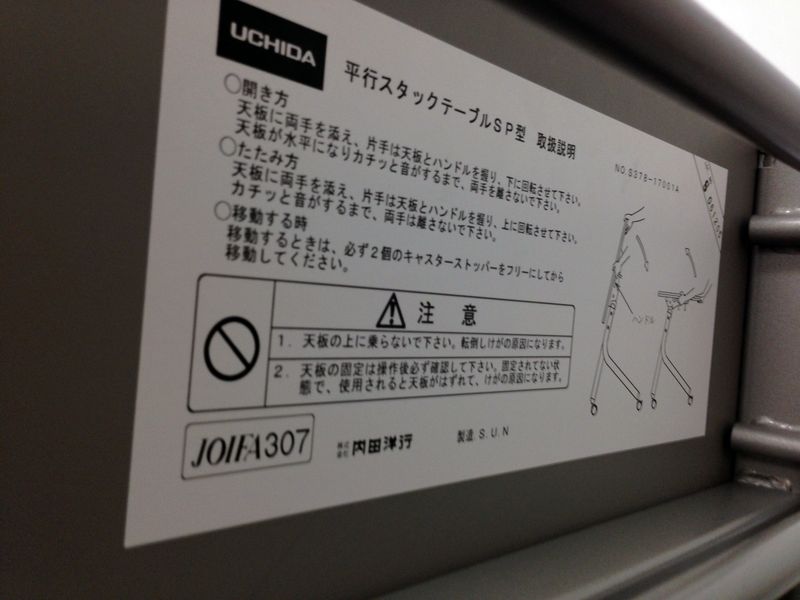 UCHIDA
平行スタックテーブルSP型 取扱説明
NO.S378-17001A
○開き方
天板に両手を添え、片手は天板とハンドルを握り、下に回転させて下さい。
天板が水平になりカチッと音がするまで、両手を離さないで下さい。
○たたみ方
天板に両手を添え、片手は天板とハンドルを握り、上に回転させて下さい。
カチッと音がするまで、両手は離さないで下さい。
○移動する時
移動するときは、必ず2個のキャスターストッパーをフリーにしてから
移動してください。
ハンドル
注 意
1. 天板の上に乗らないで下さい。転倒しけがの原因になります。
2. 天板の固定は操作後必ず確認して下さい。固定されてない状
態で、使用されると天板がはずれて、けがの原因になります。
JOIFA307
株式会社 内田洋行
製造 S.U.N